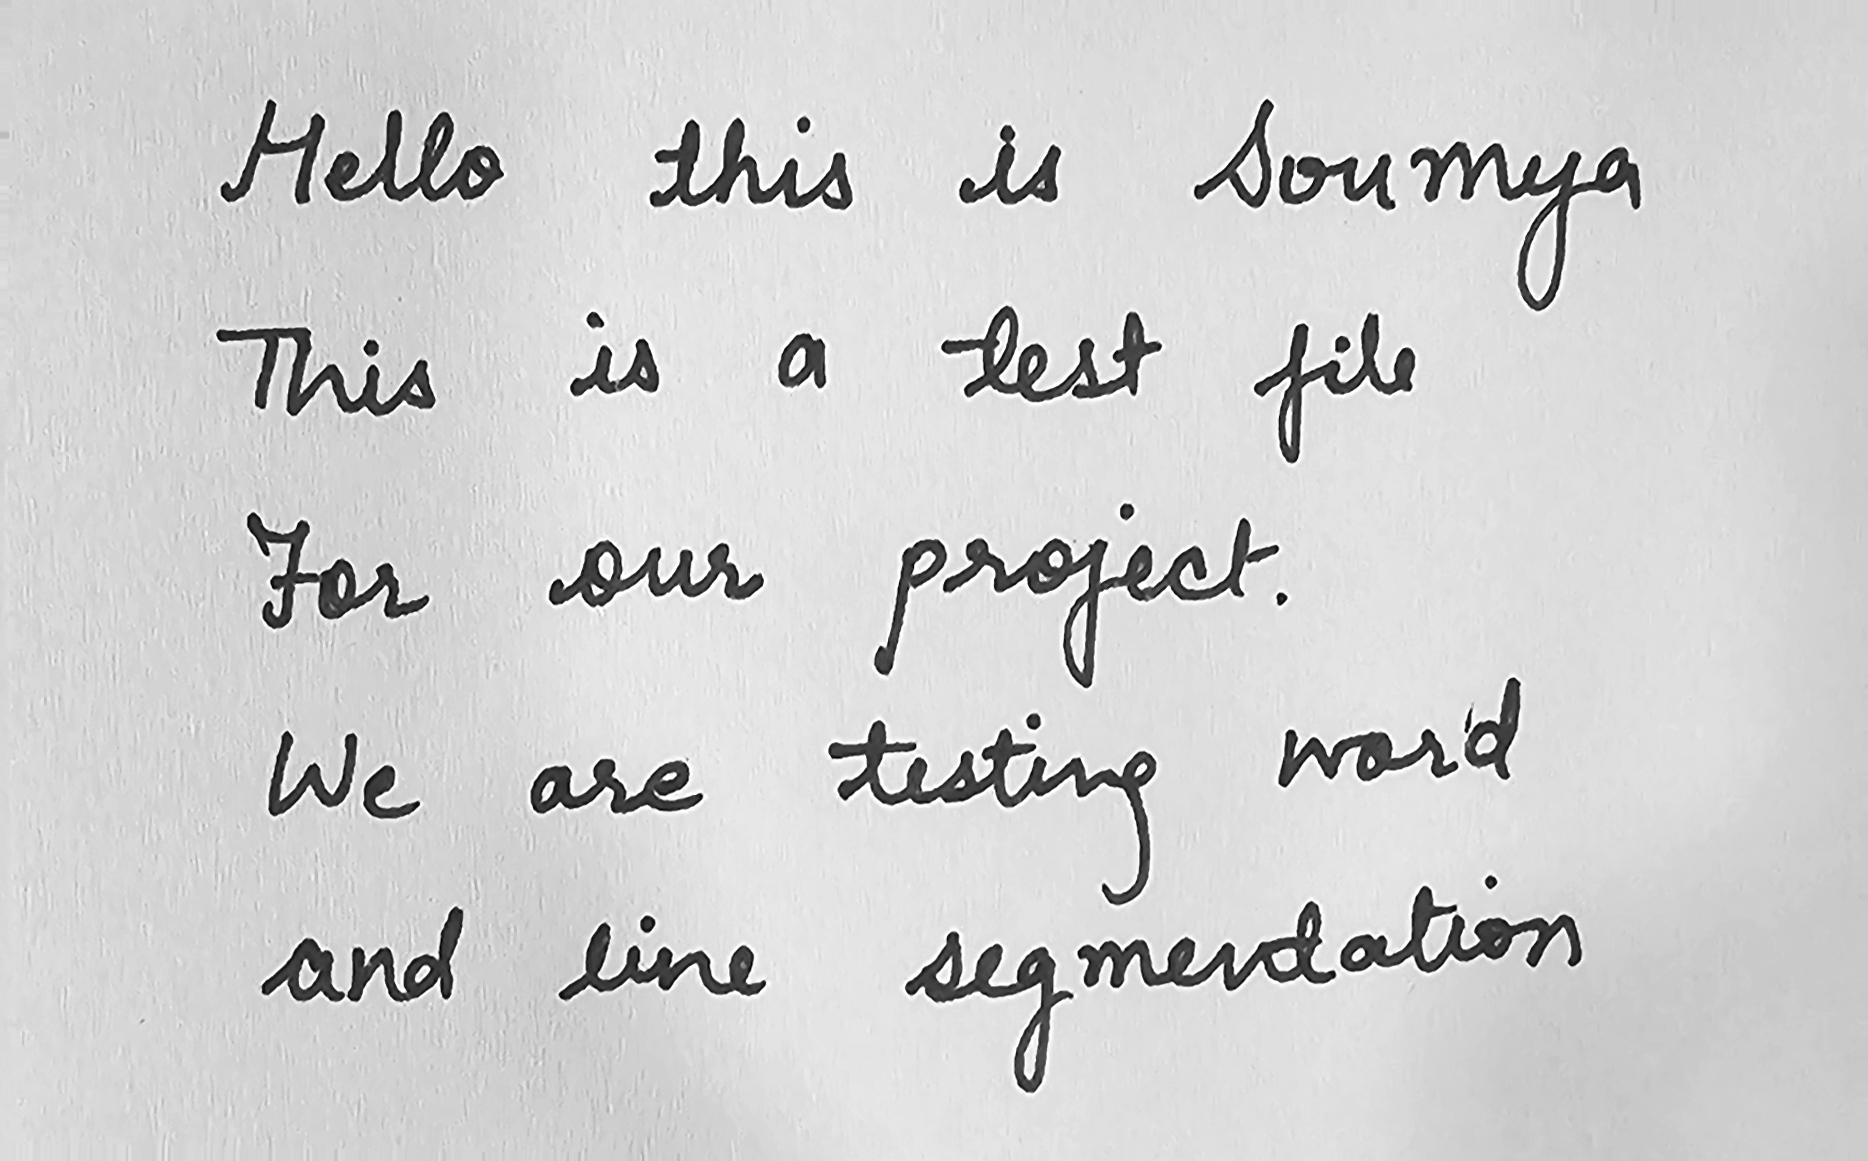 Hello this is Soumya
This is a test file
For our project.
We are testing word
and line segmentation